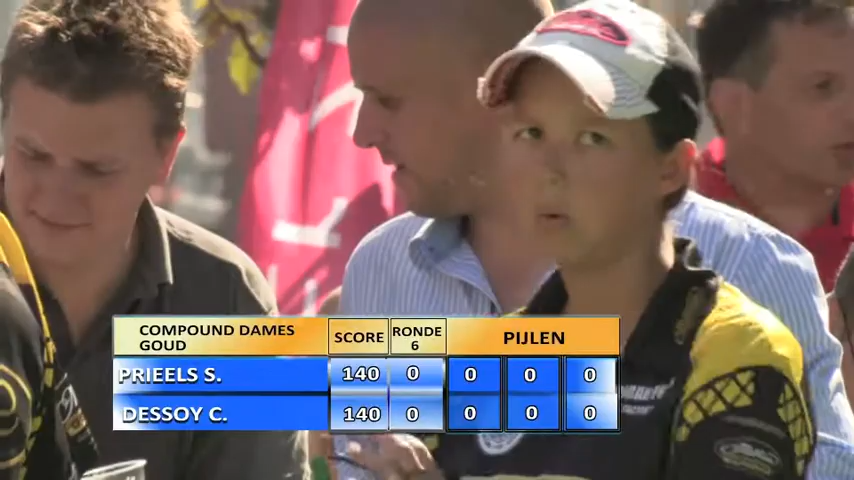 COMPOUND DAMES GOUD SCORE RONDE 6 PIJLEN
PRIEELS S. 140 0 0 0 0
DESSOY C. 140 0 0 0 0